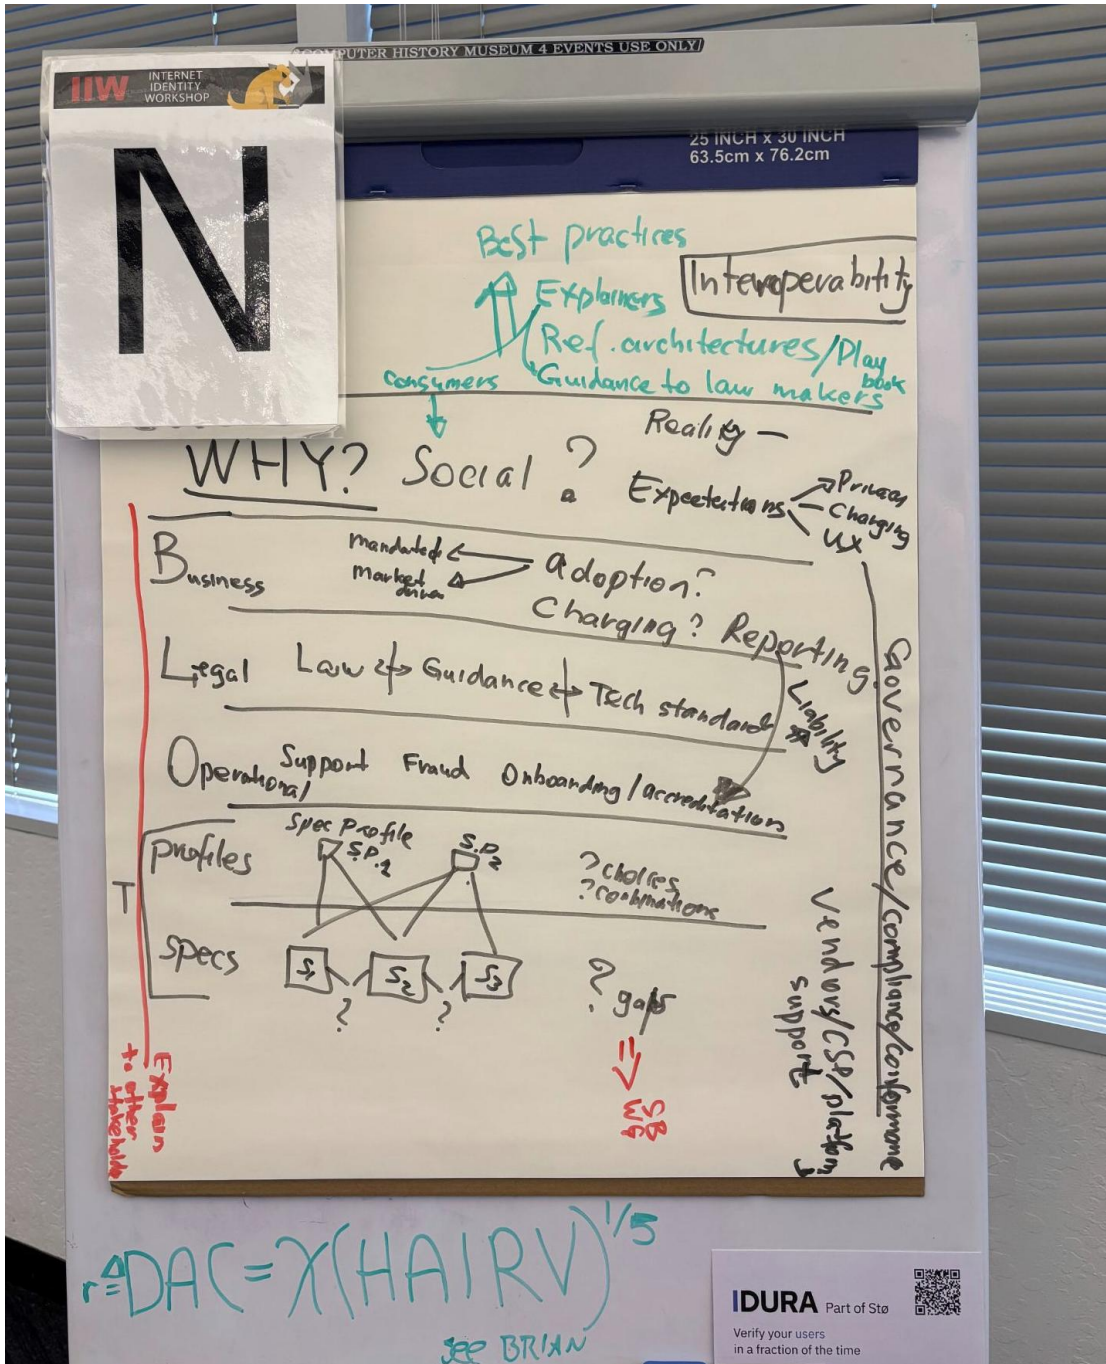 COMPUTER HISTORY MUSEUM 4 EVENTS USE ONLY/
IIW
INTERNET
IDENTITY
WORKSHOP
N
25 INCH x 30 INCH
63.5cm x 76.2cm
Best practices
Interoperability
Explainers
Ref. architectures/Play
book
consumers
Guidance to law makers
Reality —
WHY? Social ?
Expectations
Privacy
Charging
UX
Business
mandated
Market
driven
adoption?
Charging? Reporting
Legal
Law Guidance Tech standards
Liability
Operational
Support Fraud Onboarding/accreditation
Governance/compliance/conformance
T
profiles
Spec Profile
S.P.1
S.P.2
? choices
? combinations
specs
S1
S2
S3
? ?
? gaps
SB
WG
Vendors/CSP/platform
support
Explain
to other
stakeholders
r ≜ DAC = X(HAIRV)^1/5
see BRIAN
IDURA Part of Stø
Verify your users
in a fraction of the time